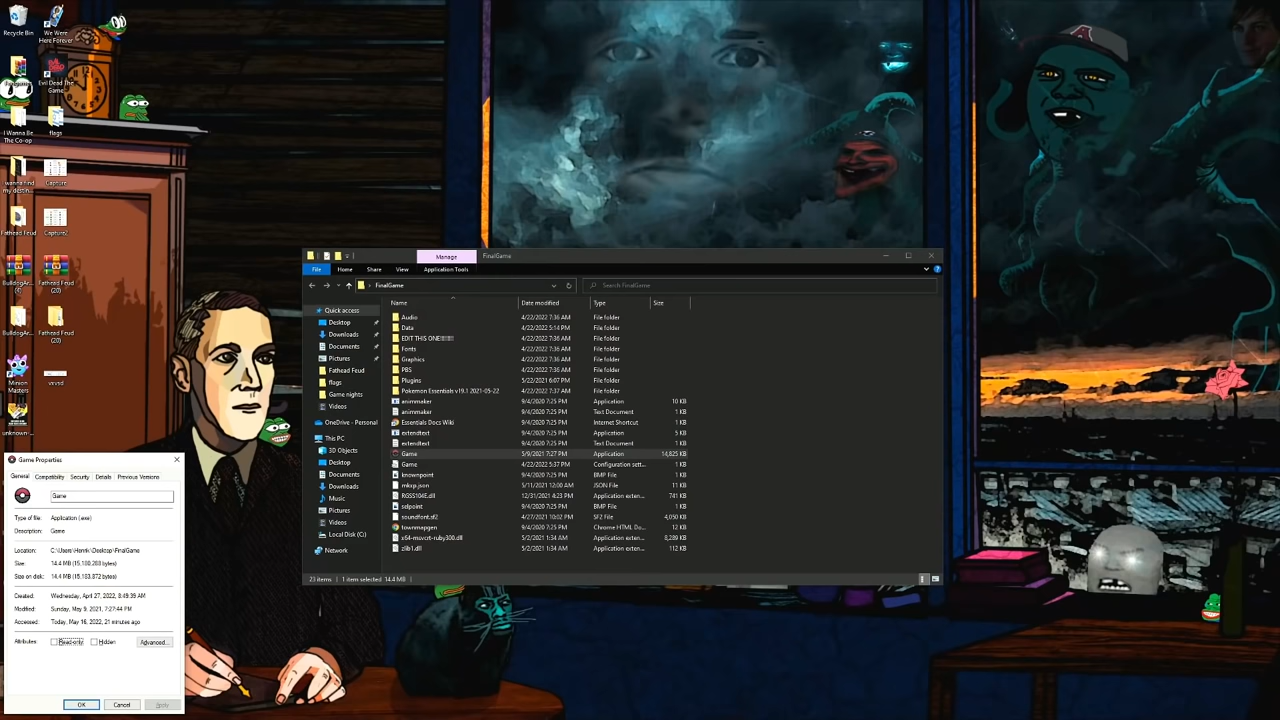 Recycle Bin
We Were
Here Forever
Evil Dead The
Game
I Wanna Be
The Co-op
flags
Capture
Fathead Feud
Capture2
Fathead Feud
(20)
Fathead Feud
(20)
Minion
Masters
unknown-...
Manage
FinalGame
File
Home
Share
View
Application Tools
FinalGame
Search FinalGame
Name
Date modified
Type
Size
Quick access
Desktop
Downloads
Documents
Pictures
Fathead Feud
flags
Game nights
Videos
OneDrive - Personal
This PC
3D Objects
Desktop
Documents
Downloads
Music
Pictures
Videos
Local Disk (C:)
Network
Audio 4/22/2022 7:36 AM File folder
Data 4/22/2022 5:14 PM File folder
EDIT THIS ONE!!!!!!!! 4/22/2022 7:36 AM File folder
Fonts 4/22/2022 7:36 AM File folder
Graphics 4/22/2022 7:36 AM File folder
PBS 4/22/2022 7:36 AM File folder
Plugins 5/22/2021 6:07 PM File folder
Pokemon Essentials v19.1 2021-05-22 4/22/2022 7:37 AM File folder
animmaker 9/4/2020 7:25 PM Application 10 KB
animmaker 9/4/2020 7:25 PM Text Document 1 KB
Essentials Docs Wiki 9/4/2020 7:25 PM Internet Shortcut 1 KB
extendtext 9/4/2020 7:25 PM Application 5 KB
extendtext 9/4/2020 7:25 PM Text Document 1 KB
Game 5/9/2021 7:27 PM Application 14,825 KB
Game 4/22/2022 5:37 PM Configuration sett... 1 KB
knownpoint 9/4/2020 7:25 PM BMP File 1 KB
mkxp.json 5/11/2021 12:00 AM JSON File 11 KB
RGSS104E.dll 12/31/2021 4:23 PM Application exten... 741 KB
selpoint 9/4/2020 7:25 PM BMP File 1 KB
soundfont.sf2 4/27/2021 10:02 PM SF2 File 4,050 KB
townmapgen 9/4/2020 7:25 PM Chrome HTML Do... 12 KB
x64-msvcrt-ruby300.dll 5/2/2021 1:34 AM Application exten... 8,289 KB
zlib1.dll 5/2/2021 1:34 AM Application exten... 112 KB
23 items
1 item selected 14.4 MB
Game Properties
General
Compatibility
Security
Details
Previous Versions
Game
Type of file: Application (.exe)
Description: Game
Location: C:\Users\Henrik\Desktop\FinalGame
Size: 14.4 MB (15,180,288 bytes)
Size on disk: 14.4 MB (15,183,872 bytes)
Created: Wednesday, April 27, 2022, 8:49:39 AM
Modified: Sunday, May 9, 2021, 7:27:44 PM
Accessed: Today, May 16, 2022, 21 minutes ago
Attributes: Read-only Hidden Advanced...
OK
Cancel
Apply